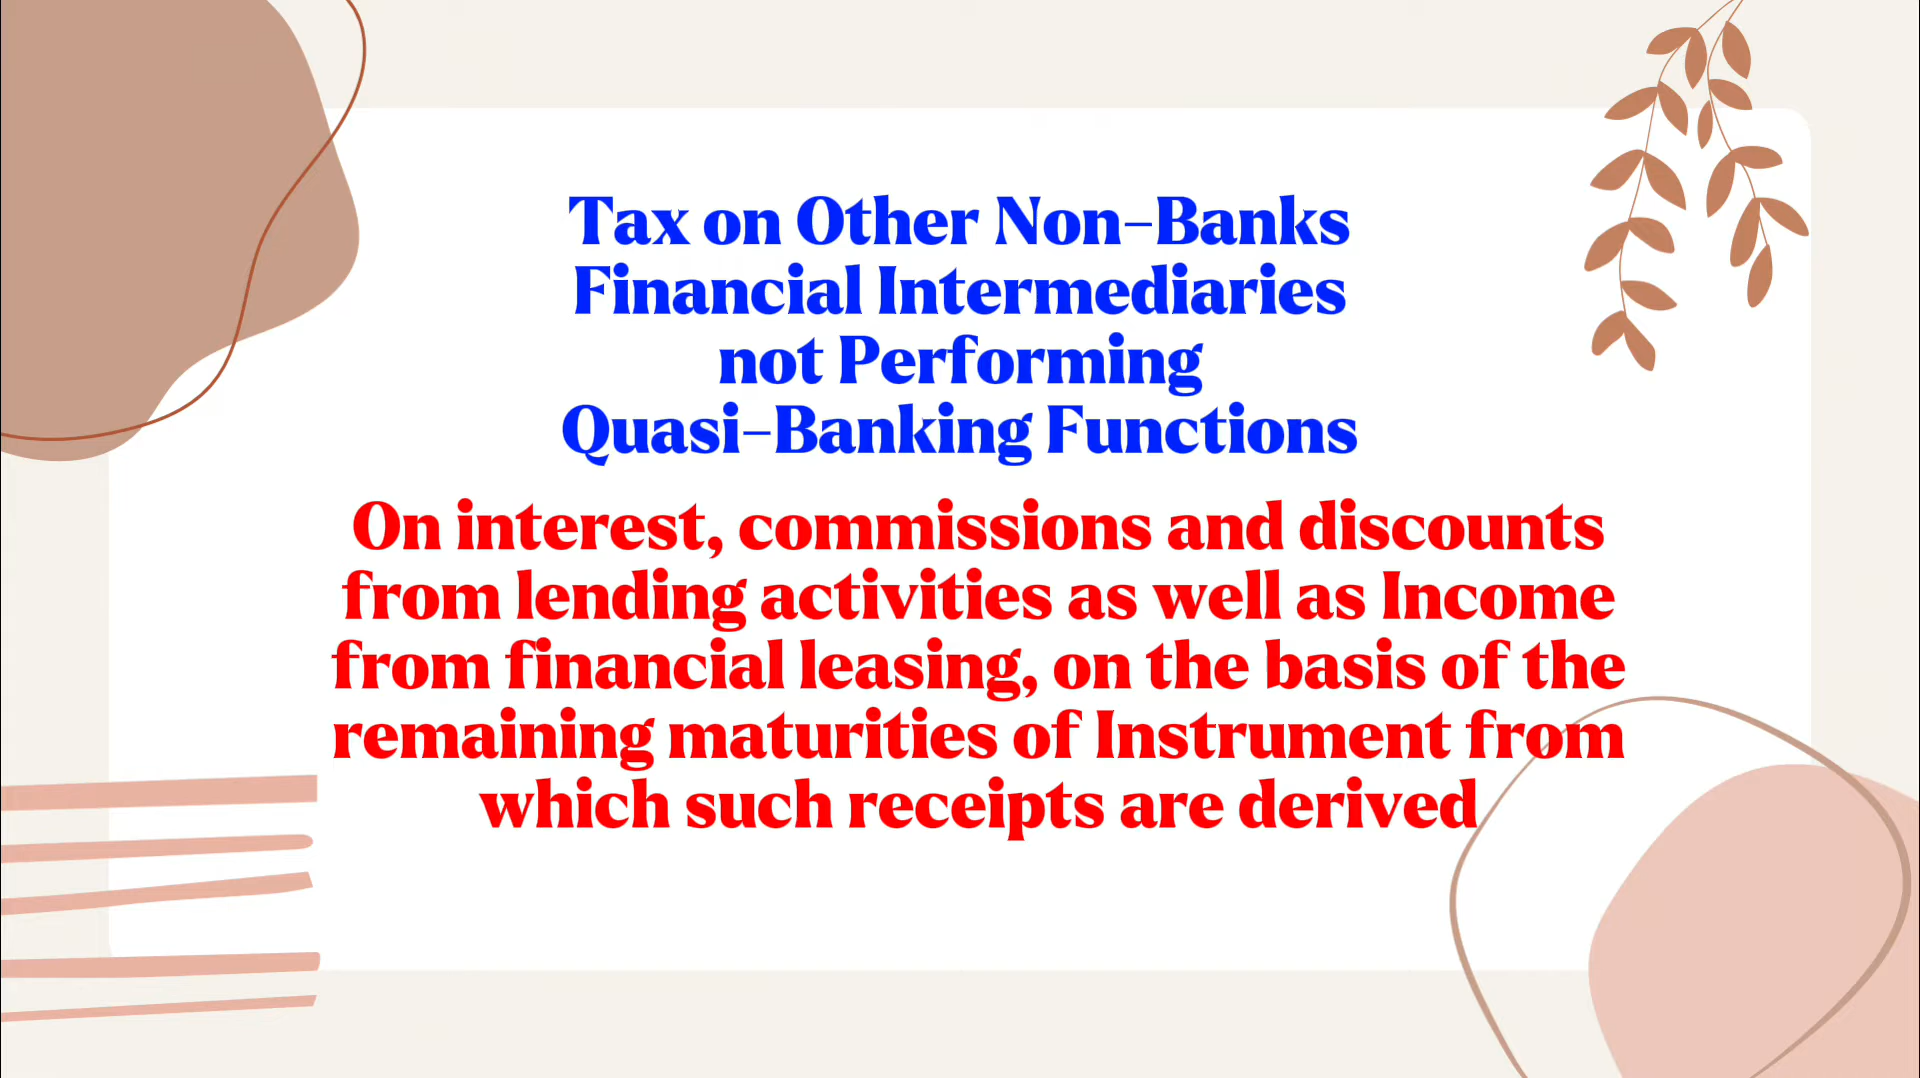 Tax on Other Non-Banks
Financial Intermediaries
not Performing
Quasi-Banking Functions
On interest, commissions and discounts
from lending activities as well as Income
from financial leasing, on the basis of the
remaining maturities of Instrument from
which such receipts are derived